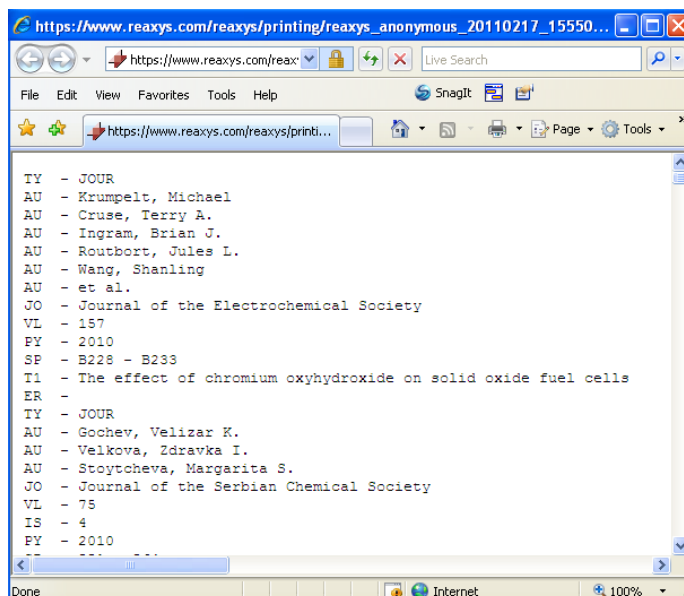 https://www.reaxys.com/reaxys/printing/reaxys_anonymous_20110217_15550...
https://www.reaxys.com/reax
Live Search
File Edit View Favorites Tools Help
SnagIt
https://www.reaxys.com/reaxys/printi...
Page
Tools
TY - JOUR
AU - Krumpelt, Michael
AU - Cruse, Terry A.
AU - Ingram, Brian J.
AU - Routbort, Jules L.
AU - Wang, Shanling
AU - et al.
JO - Journal of the Electrochemical Society
VL - 157
PY - 2010
SP - B228 - B233
T1 - The effect of chromium oxyhydroxide on solid oxide fuel cells
ER -
TY - JOUR
AU - Gochev, Velizar K.
AU - Velkova, Zdravka I.
AU - Stoytcheva, Margarita S.
JO - Journal of the Serbian Chemical Society
VL - 75
IS - 4
PY - 2010
Done
Internet
100%